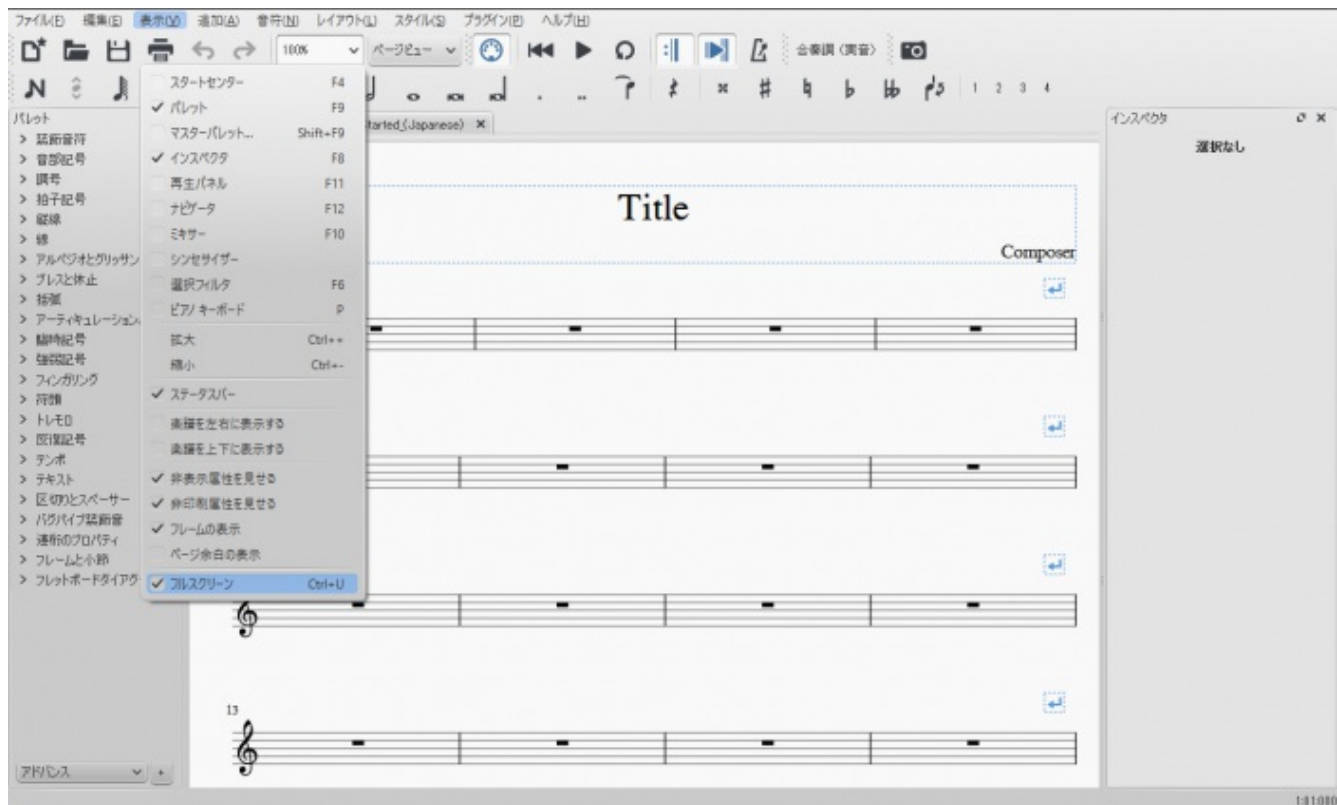 ファイル(F) 編集(E) 表示(V) 追加(A) 音符(N) レイアウト(L) スタイル(S) プラグイン(P) ヘルプ(H)
100% ページビュー 合奏調（実音）
1 2 3 4
パレット
> 装飾音符
> 音部記号
> 調号
> 拍子記号
> 縦線
> 線
> アルペジオとグリッサン
> ブレスと休止
> 括弧
> アーティキュレーション
> 臨時記号
> 強弱記号
> フィンガリング
> 符頭
> トレモロ
> 反復記号
> テンポ
> テキスト
> 区切りとスペーサー
> バグパイプ装飾音
> 連桁のプロパティ
> フレームと小節
> フレットボードダイアグ
アドバンス +
スタートセンター F4
✓ パレット F9
マスターパレット... Shift+F9
✓ インスペクタ F8
再生パネル F11
ナビゲータ F12
ミキサー F10
シンセサイザー
選択フィルタ F6
ピアノ キーボード P
拡大 Ctrl++
縮小 Ctrl+-
✓ ステータスバー
楽譜を左右に表示する
楽譜を上下に表示する
✓ 非表示属性を見せる
✓ 非印刷属性を見せる
✓ フレームの表示
ページ余白の表示
✓ フルスクリーン Ctrl+U
tarted_(Japanese) ×
Title
Composer
13
インスペクタ
選択なし
1:01:000